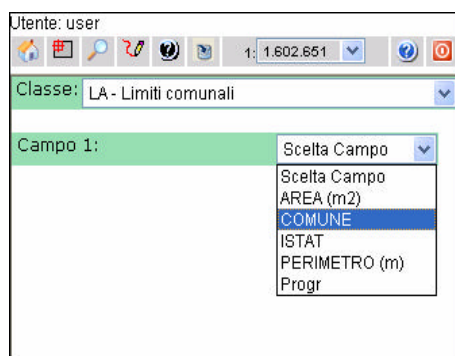 Utente: user
1: 1.602.651
Classe: LA - Limiti comunali
Campo 1: Scelta Campo
Scelta Campo
AREA (m2)
COMUNE
ISTAT
PERIMETRO (m)
Progr